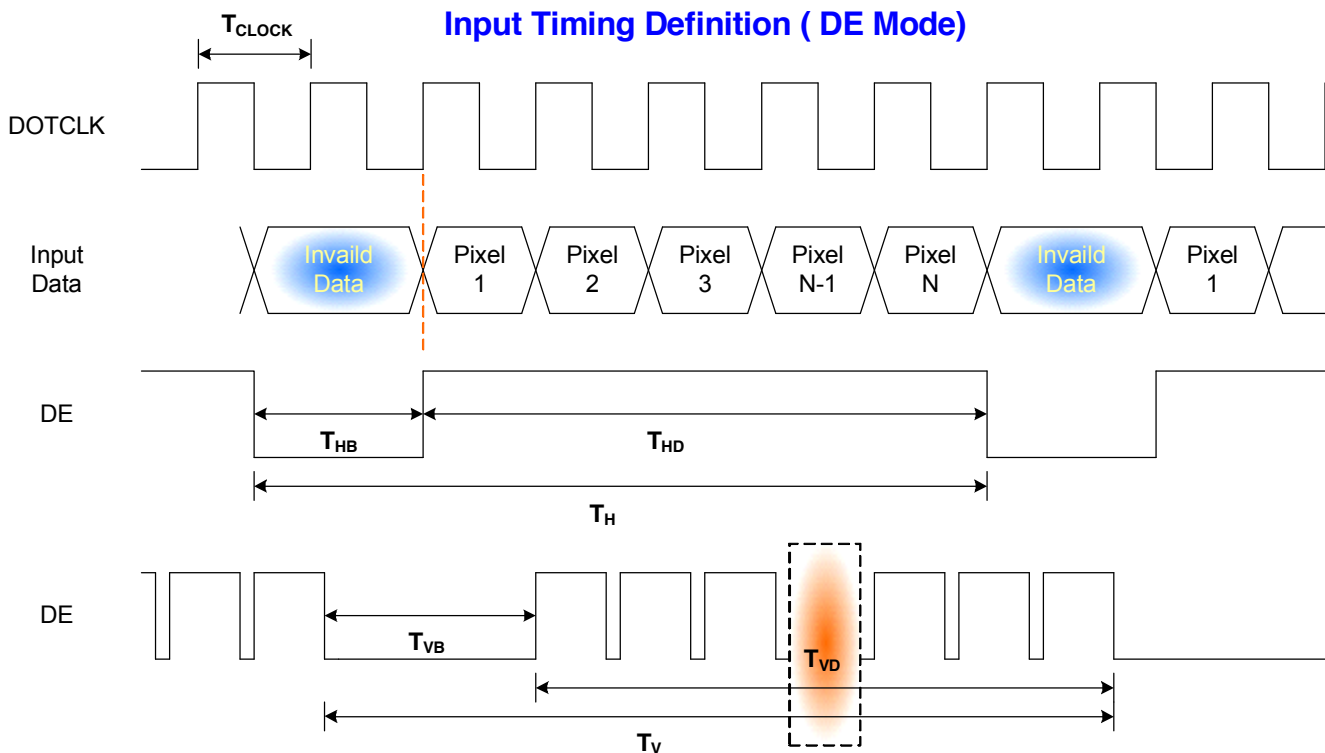 Input Timing Definition ( DE Mode)
TCLOCK
DOTCLK
Input
Data
Invaild
Data
Pixel
1
Pixel
2
Pixel
3
Pixel
N-1
Pixel
N
Invaild
Data
Pixel
1
DE
THB
THD
TH
DE
TVB
TVD
TV